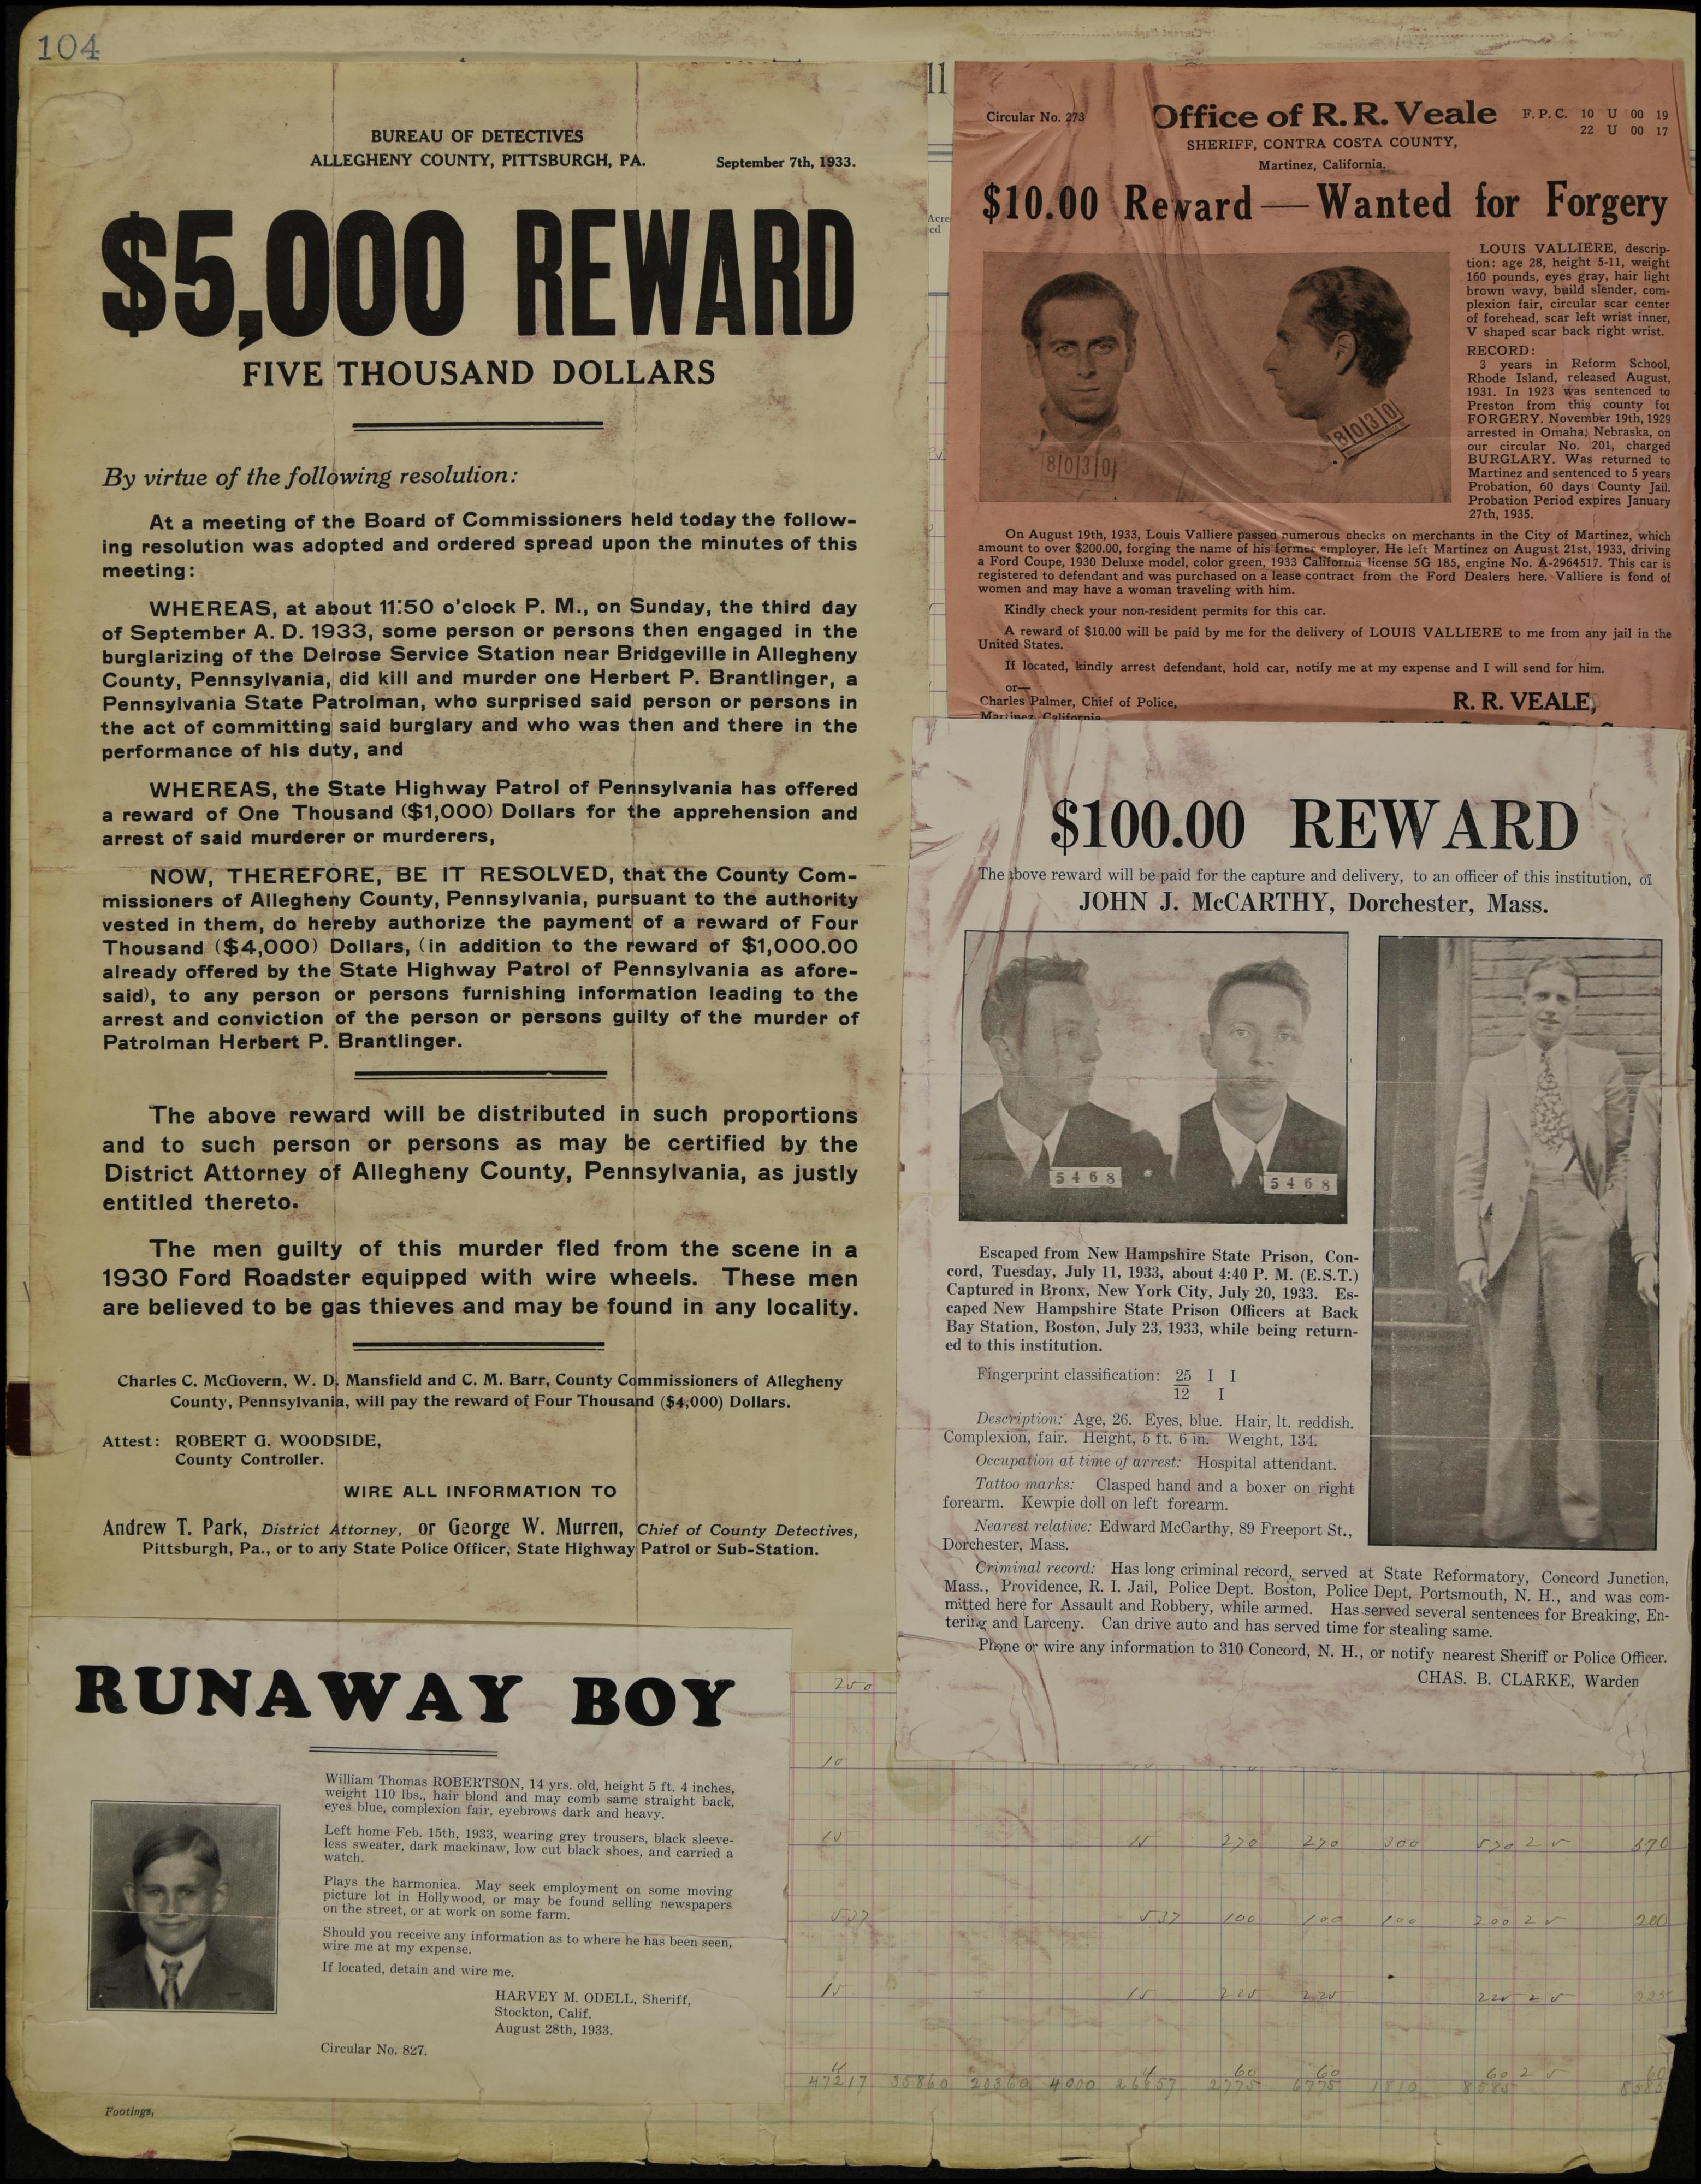 104
BUREAU OF DETECTIVES
ALLEGHENY COUNTY, PITTSBURGH, PA.
September 7th, 1933.
$5,000 REWARD
FIVE THOUSAND DOLLARS
By virtue of the following resolution:
At a meeting of the Board of Commissioners held today the follow-
ing resolution was adopted and ordered spread upon the minutes of this
meeting:
WHEREAS, at about 11:50 o'clock P. M., on Sunday, the third day
of September A. D. 1933, some person or persons then engaged in the
burglarizing of the Delrose Service Station near Bridgeville in Allegheny
County, Pennsylvania, did kill and murder one Herbert P. Brantlinger, a
Pennsylvania State Patrolman, who surprised said person or persons in
the act of committing said burglary and who was then and there in the
performance of his duty, and
WHEREAS, the State Highway Patrol of Pennsylvania has offered
a reward of One Thousand ($1,000) Dollars for the apprehension and
arrest of said murderer or murderers,
NOW, THEREFORE, BE IT RESOLVED, that the County Com-
missioners of Allegheny County, Pennsylvania, pursuant to the authority
vested in them, do hereby authorize the payment of a reward of Four
Thousand ($4,000) Dollars, (in addition to the reward of $1,000.00
already offered by the State Highway Patrol of Pennsylvania as afore-
said), to any person or persons furnishing information leading to the
arrest and conviction of the person or persons guilty of the murder of
Patrolman Herbert P. Brantlinger.
The above reward will be distributed in such proportions
and to such person or persons as may be certified by the
District Attorney of Allegheny County, Pennsylvania, as justly
entitled thereto.
The men guilty of this murder fled from the scene in a
1930 Ford Roadster equipped with wire wheels. These men
are believed to be gas thieves and may be found in any locality.
Charles C. McGovern, W. D. Mansfield and C. M. Barr, County Commissioners of Allegheny
County, Pennsylvania, will pay the reward of Four Thousand ($4,000) Dollars.
Attest: ROBERT G. WOODSIDE,
County Controller.
WIRE ALL INFORMATION TO
Andrew T. Park, District Attorney, or George W. Murren, Chief of County Detectives,
Pittsburgh, Pa., or to any State Police Officer, State Highway Patrol or Sub-Station.
11
Acre
cd
Circular No. 273
Office of R. R. Veale
F. P. C. 10 U 00 19
22 U 00 17
SHERIFF, CONTRA COSTA COUNTY,
Martinez, California.
$10.00 Reward — Wanted for Forgery
8030
8030
LOUIS VALLIERE, descrip-
tion: age 28, height 5-11, weight
160 pounds, eyes gray, hair light
brown wavy, build slender, com-
plexion fair, circular scar center
of forehead, scar left wrist inner,
V shaped scar back right wrist.
RECORD:
3 years in Reform School,
Rhode Island, released August,
1931. In 1923 was sentenced to
Preston from this county for
FORGERY. November 19th, 1929
arrested in Omaha, Nebraska, on
our circular No. 201, charged
BURGLARY. Was returned to
Martinez and sentenced to 5 years
Probation, 60 days County Jail.
Probation Period expires January
27th, 1935.
On August 19th, 1933, Louis Valliere passed numerous checks on merchants in the City of Martinez, which
amount to over $200.00, forging the name of his former employer. He left Martinez on August 21st, 1933, driving
a Ford Coupe, 1930 Deluxe model, color green, 1933 California license 5G 185, engine No. A-2964517. This car is
registered to defendant and was purchased on a lease contract from the Ford Dealers here. Valliere is fond of
women and may have a woman traveling with him.
Kindly check your non-resident permits for this car.
A reward of $10.00 will be paid by me for the delivery of LOUIS VALLIERE to me from any jail in the
United States.
If located, kindly arrest defendant, hold car, notify me at my expense and I will send for him.
or—
Charles Palmer, Chief of Police,
Martinez, California
R. R. VEALE,
$100.00 REWARD
The above reward will be paid for the capture and delivery, to an officer of this institution, of
JOHN J. McCARTHY, Dorchester, Mass.
5468
5468
Escaped from New Hampshire State Prison, Con-
cord, Tuesday, July 11, 1933, about 4:40 P. M. (E.S.T.)
Captured in Bronx, New York City, July 20, 1933. Es-
caped New Hampshire State Prison Officers at Back
Bay Station, Boston, July 23, 1933, while being return-
ed to this institution.
Fingerprint classification: 25 I I
12 I
Description: Age, 26. Eyes, blue. Hair, lt. reddish.
Complexion, fair. Height, 5 ft. 6 in. Weight, 134.
Occupation at time of arrest: Hospital attendant.
Tattoo marks: Clasped hand and a boxer on right
forearm. Kewpie doll on left forearm.
Nearest relative: Edward McCarthy, 89 Freeport St.,
Dorchester, Mass.
Criminal record: Has long criminal record, served at State Reformatory, Concord Junction,
Mass., Providence, R. I. Jail, Police Dept. Boston, Police Dept, Portsmouth, N. H., and was com-
mitted here for Assault and Robbery, while armed. Has served several sentences for Breaking, En-
tering and Larceny. Can drive auto and has served time for stealing same.
Phone or wire any information to 310 Concord, N. H., or notify nearest Sheriff or Police Officer.
CHAS. B. CLARKE, Warden
RUNAWAY BOY
William Thomas ROBERTSON, 14 yrs. old, height 5 ft. 4 inches,
weight 110 lbs., hair blond and may comb same straight back,
eyes blue, complexion fair, eyebrows dark and heavy.
Left home Feb. 15th, 1933, wearing grey trousers, black sleeve-
less sweater, dark mackinaw, low cut black shoes, and carried a
watch.
Plays the harmonica. May seek employment on some moving
picture lot in Hollywood, or may be found selling newspapers
on the street, or at work on some farm.
Should you receive any information as to where he has been seen,
wire me at my expense.
If located, detain and wire me,
HARVEY M. ODELL, Sheriff,
Stockton, Calif.
August 28th, 1933.
Circular No. 827.
250
10
15 15 270 270 300 570 25 570
537 537 100 100 100 200 25 200
15 15 225 225 225 25 225
4000
Footings,